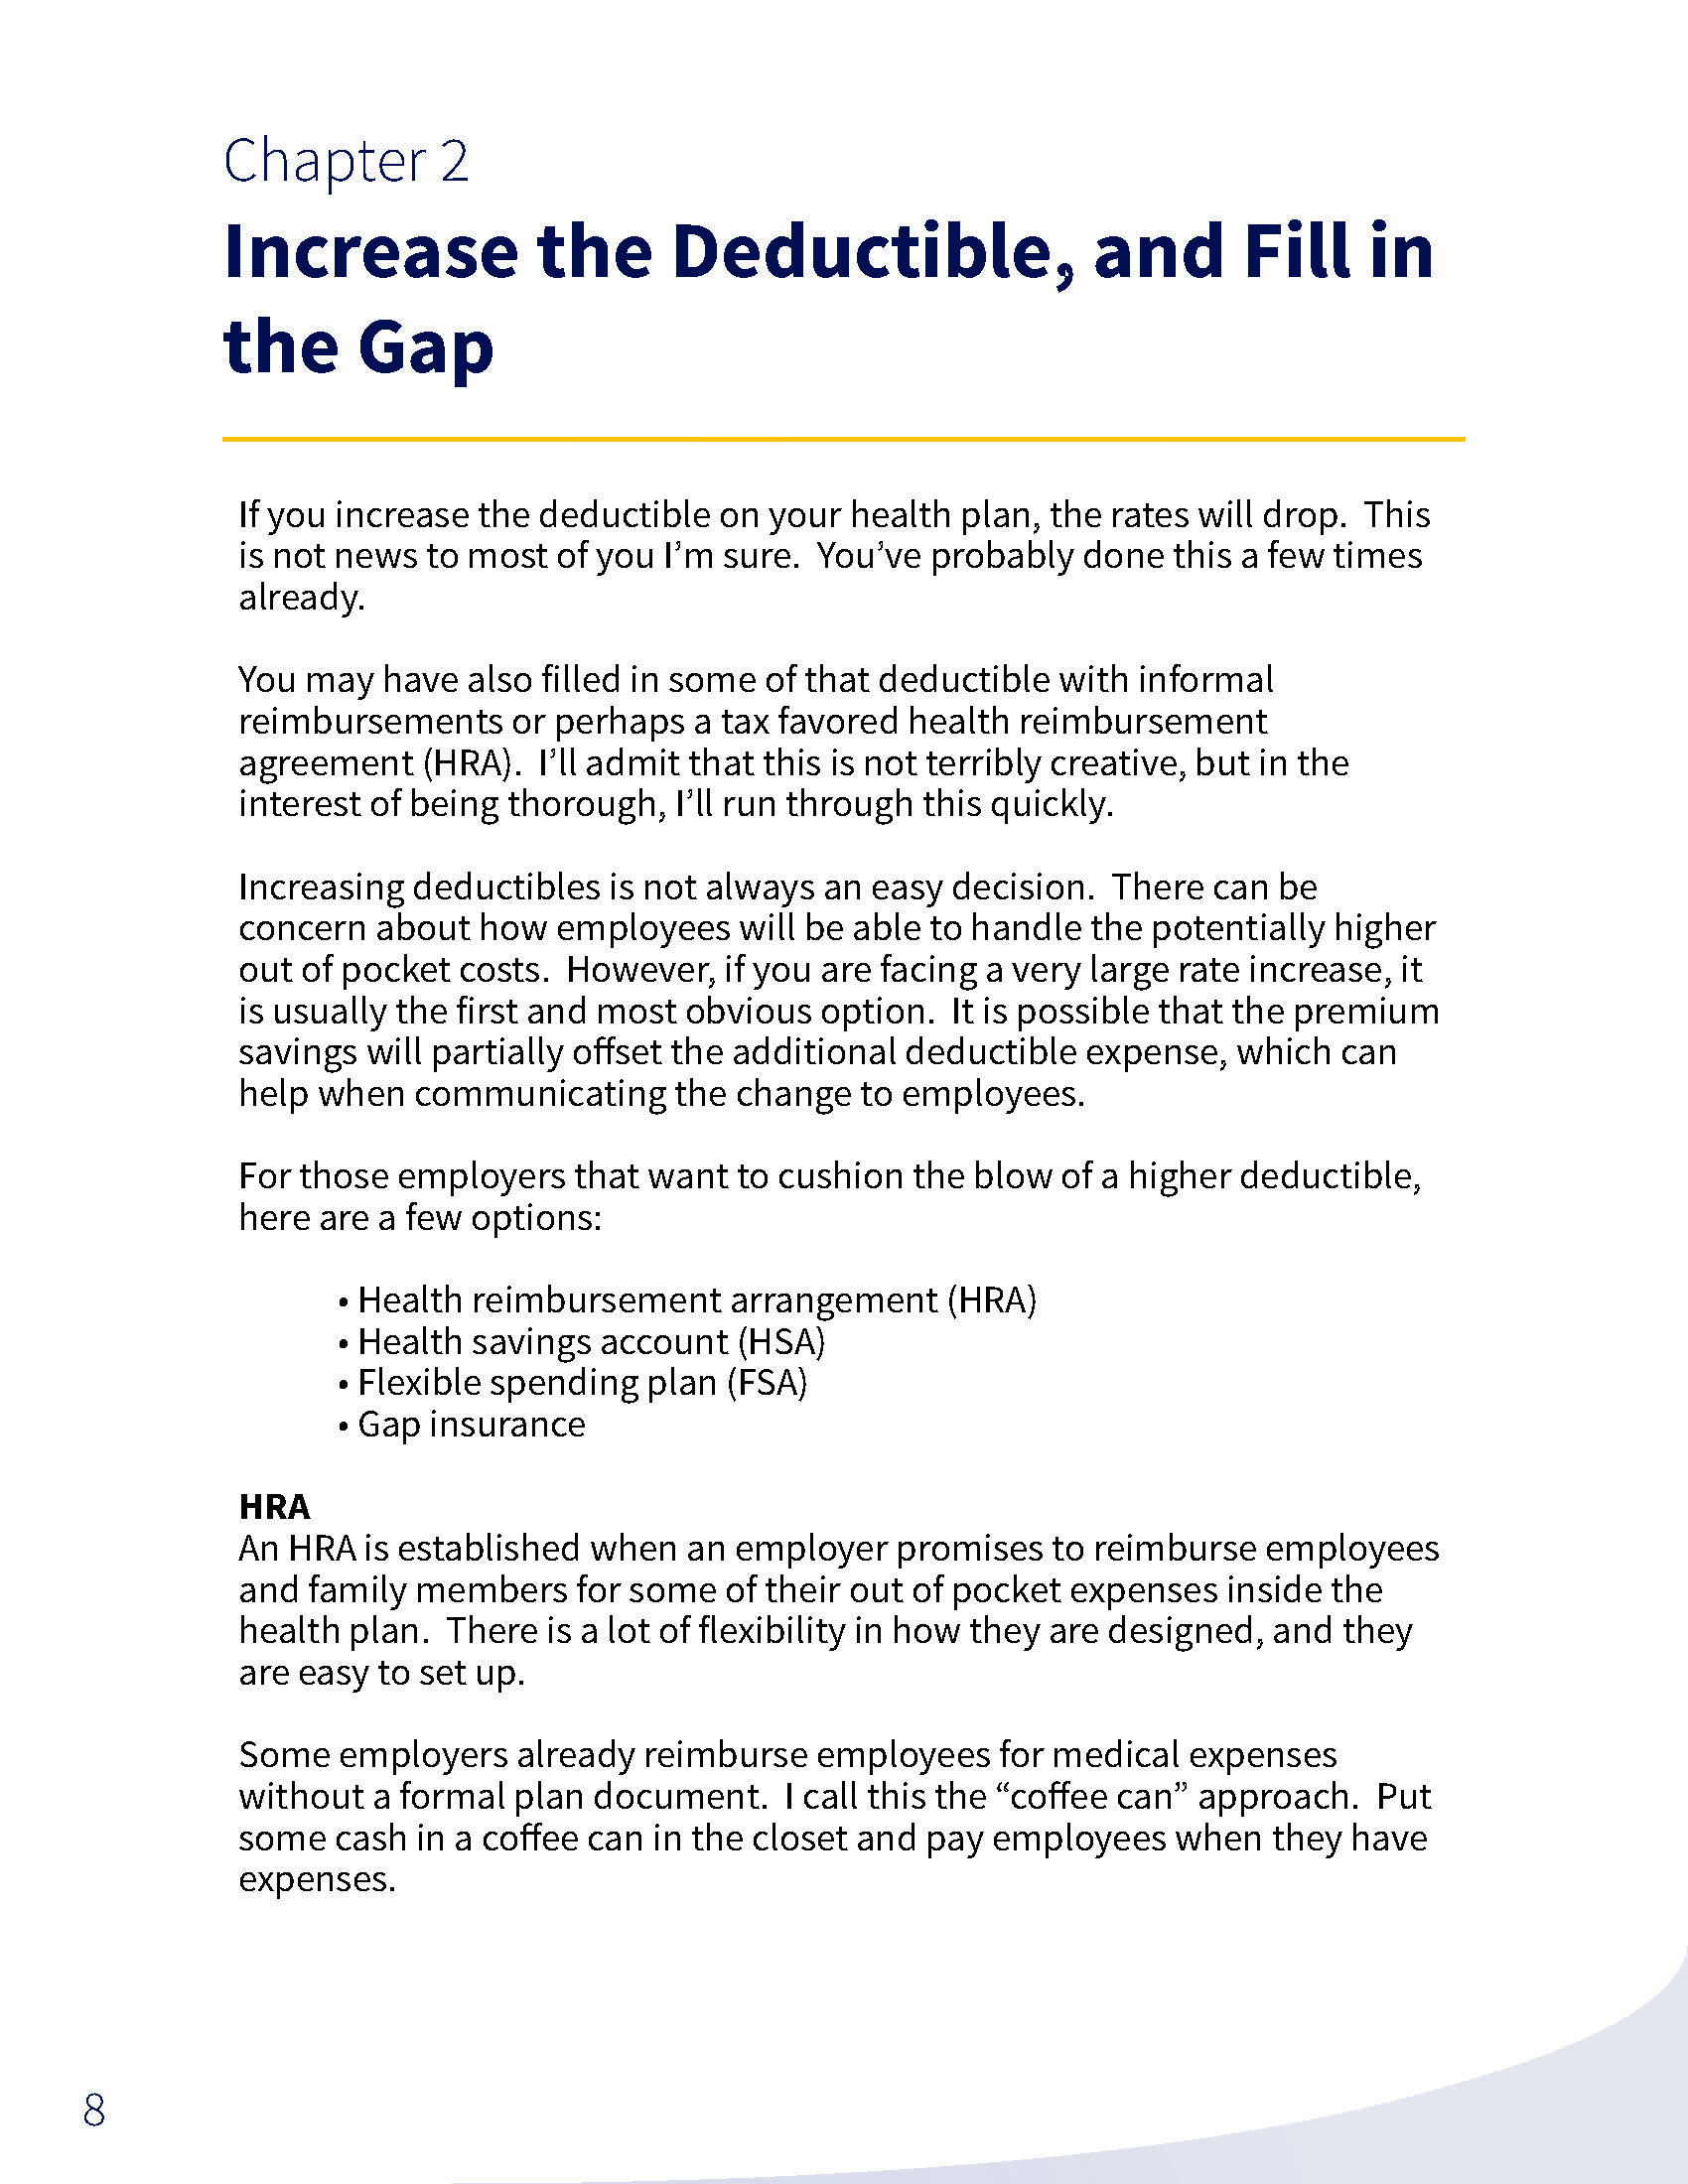 Chapter 2
Increase the Deductible, and Fill in
the Gap
If you increase the deductible on your health plan, the rates will drop.  This
is not news to most of you I’m sure.  You’ve probably done this a few times
already.
You may have also filled in some of that deductible with informal
reimbursements or perhaps a tax favored health reimbursement
agreement (HRA).  I’ll admit that this is not terribly creative, but in the
interest of being thorough, I’ll run through this quickly.
Increasing deductibles is not always an easy decision.  There can be
concern about how employees will be able to handle the potentially higher
out of pocket costs.  However, if you are facing a very large rate increase, it
is usually the first and most obvious option.  It is possible that the premium
savings will partially offset the additional deductible expense, which can
help when communicating the change to employees.
For those employers that want to cushion the blow of a higher deductible,
here are a few options:
• Health reimbursement arrangement (HRA)
• Health savings account (HSA)
• Flexible spending plan (FSA)
• Gap insurance
HRA
An HRA is established when an employer promises to reimburse employees
and family members for some of their out of pocket expenses inside the
health plan.  There is a lot of flexibility in how they are designed, and they
are easy to set up.
Some employers already reimburse employees for medical expenses
without a formal plan document.  I call this the “coffee can” approach.  Put
some cash in a coffee can in the closet and pay employees when they have
expenses.
8